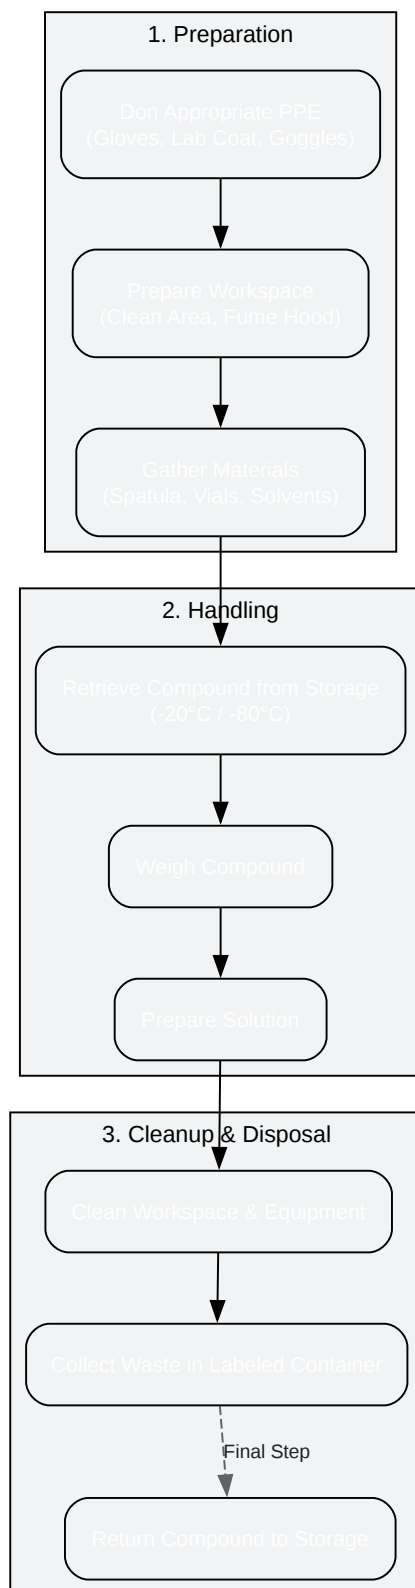 1. Preparation
Don Appropriate PPE
(Gloves, Lab Coat, Goggles)
Prepare Workspace
(Clean Area, Fume Hood)
Gather Materials
(Spatula, Vials, Solvents)
2. Handling
Retrieve Compound from Storage
(-20°C / -80°C)
Weigh Compound
Prepare Solution
3. Cleanup & Disposal
Clean Workspace & Equipment
Collect Waste in Labeled Container
Final Step
Return Compound to Storage